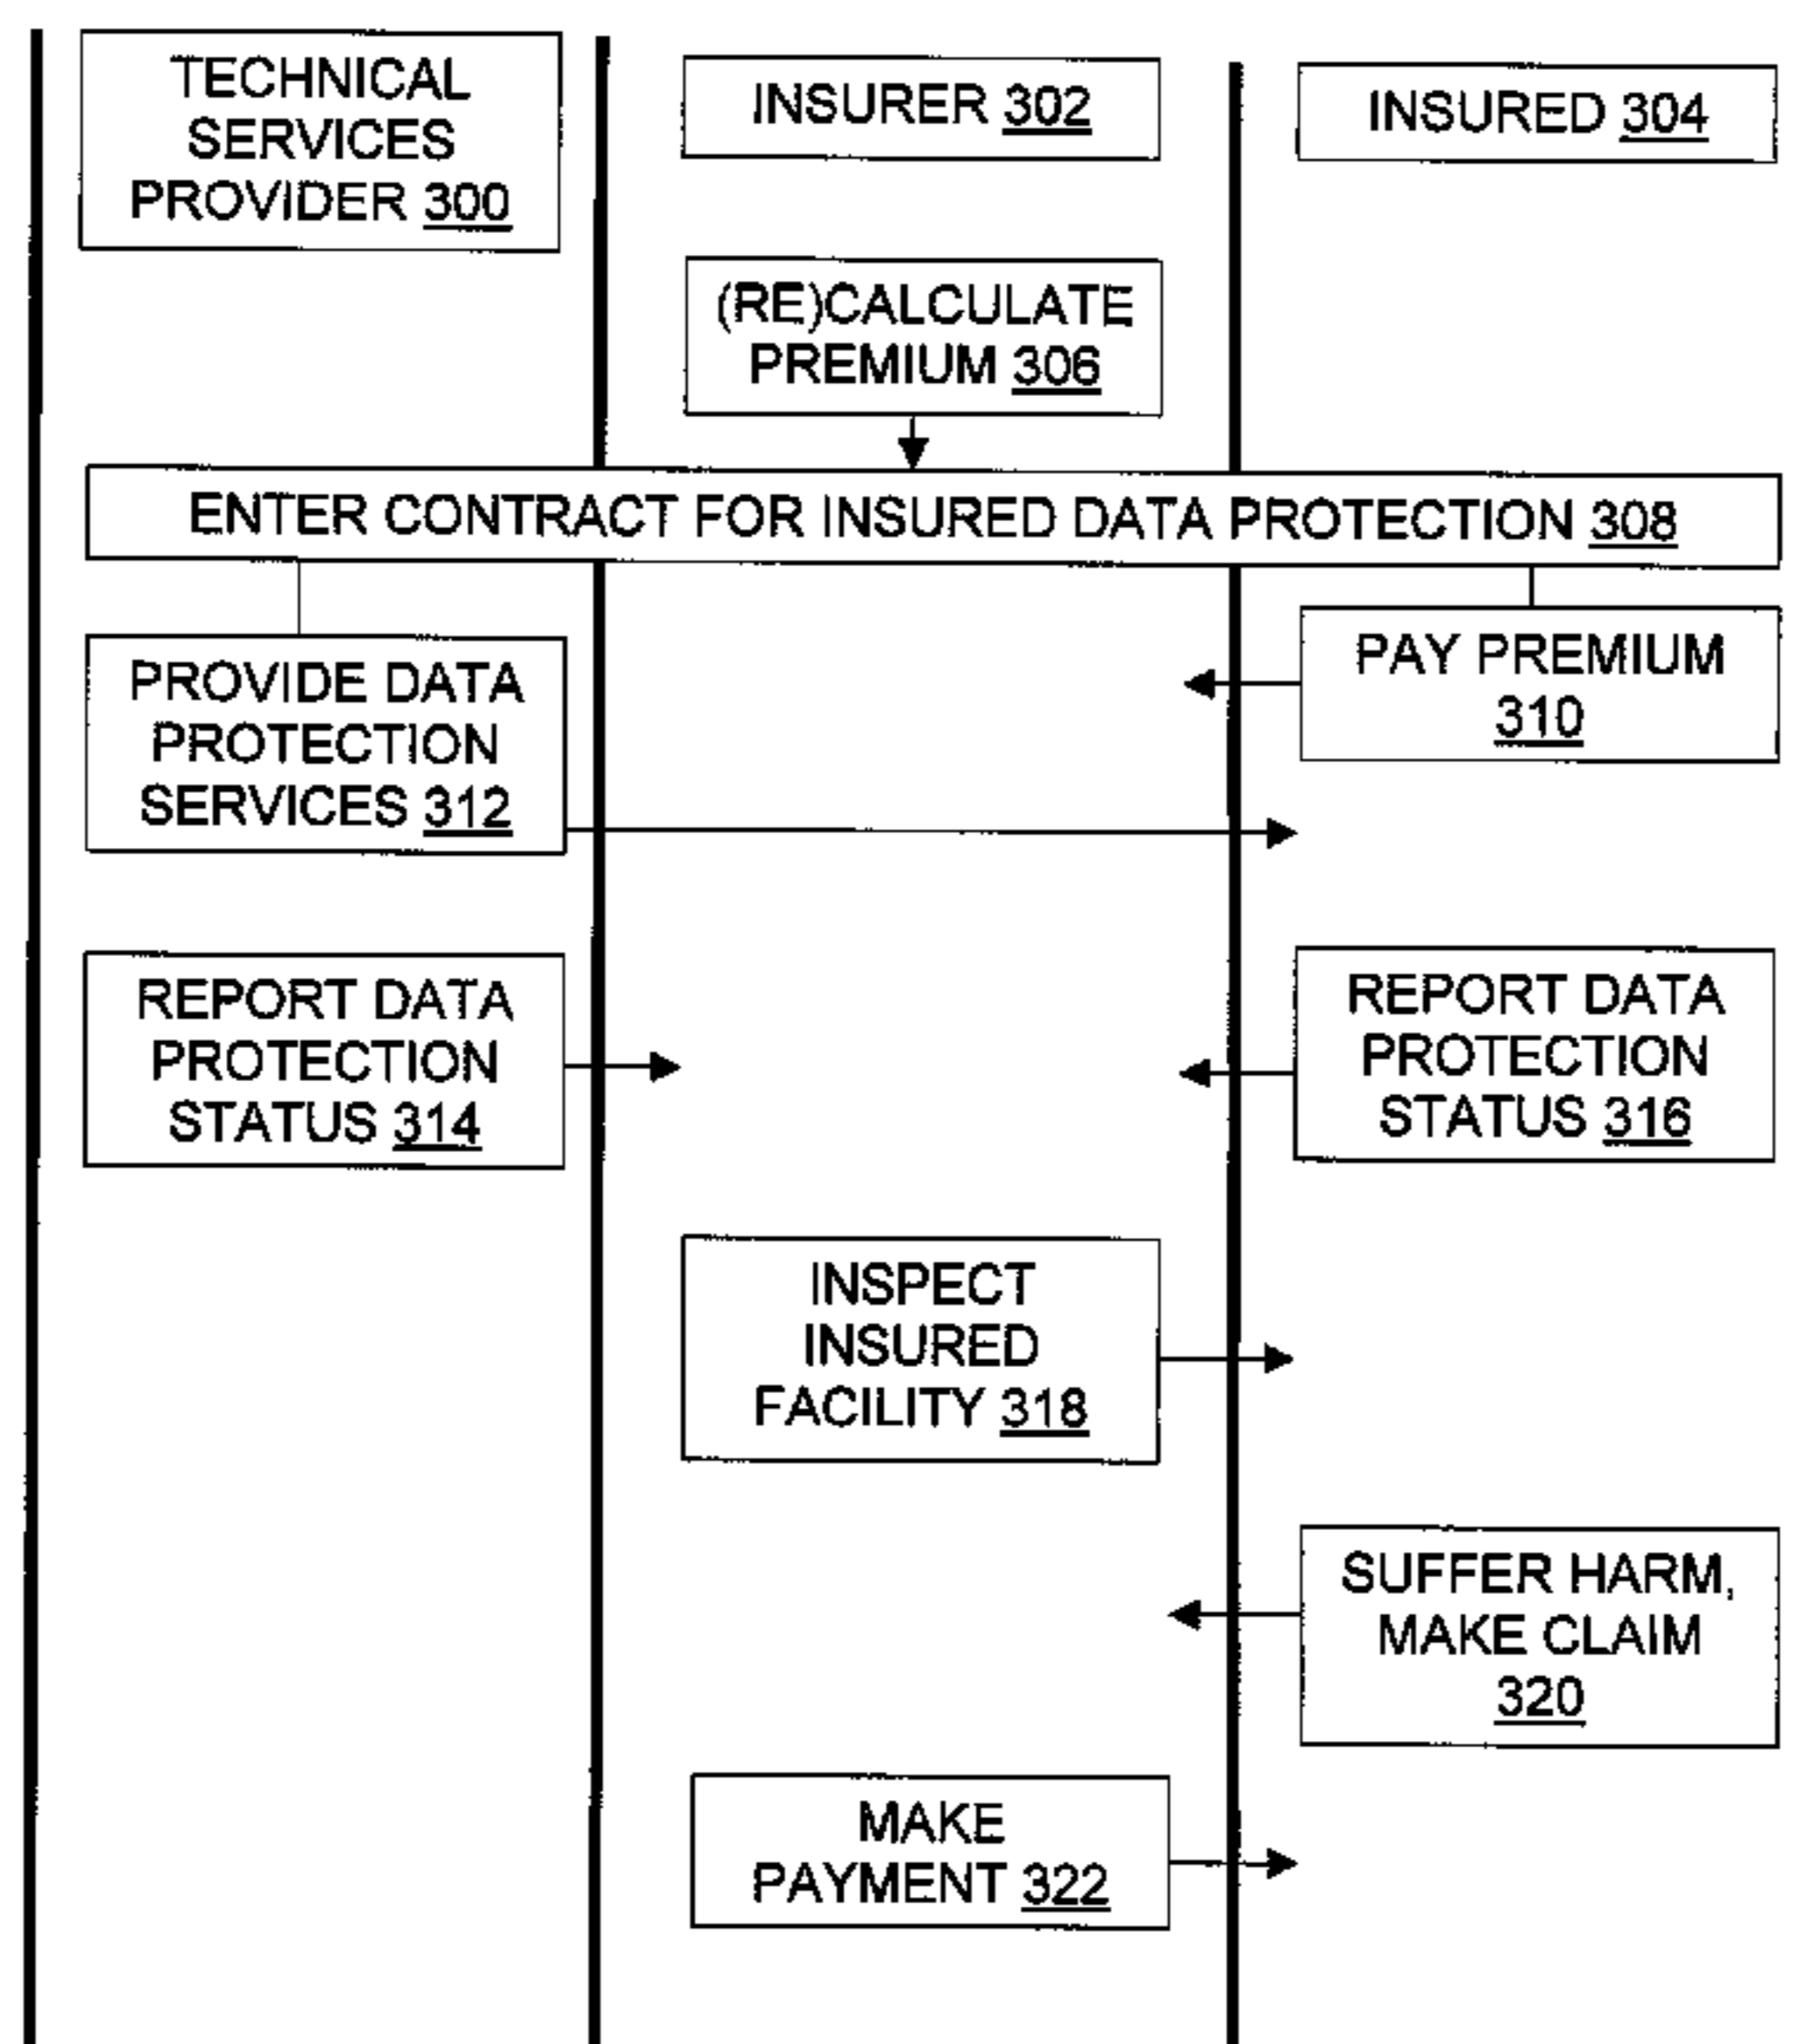 TECHNICAL
SERVICES
PROVIDER 300
INSURER 302
INSURED 304
(RE)CALCULATE
PREMIUM 306
ENTER CONTRACT FOR INSURED DATA PROTECTION 308
PAY PREMIUM
310
PROVIDE DATA
PROTECTION
SERVICES 312
REPORT DATA
PROTECTION
STATUS 314
REPORT DATA
PROTECTION
STATUS 316
INSPECT
INSURED
FACILITY 318
SUFFER HARM,
MAKE CLAIM
320
MAKE
PAYMENT 322